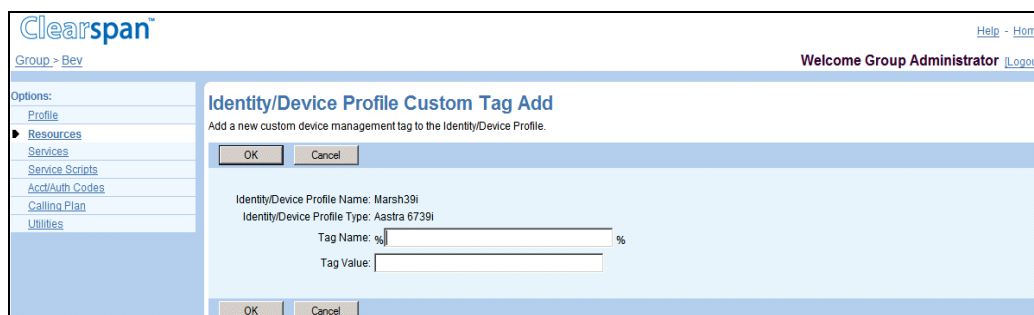 Clearspan™
Help - Hom
Group > Bev
Welcome Group Administrator [Logou
Options:
Profile
Resources
Services
Service Scripts
Acct/Auth Codes
Calling Plan
Utilities
Identity/Device Profile Custom Tag Add
Add a new custom device management tag to the Identity/Device Profile.
OK Cancel
Identity/Device Profile Name: Marsh39i
Identity/Device Profile Type: Aastra 6739i
Tag Name: % %
Tag Value:
OK Cancel